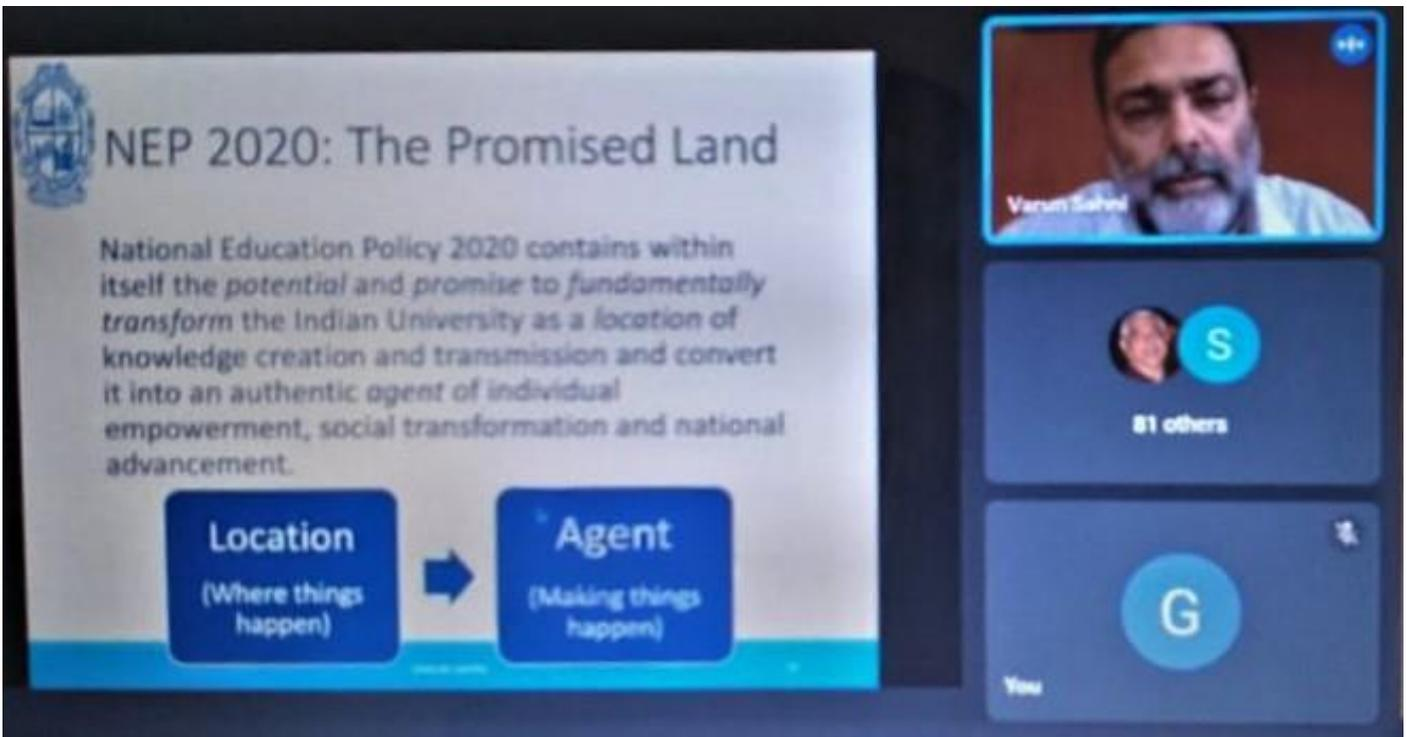 NEP 2020: The Promised Land
National Education Policy 2020 contains within
itself the potential and promise to fundamentally
transform the Indian University as a location of
knowledge creation and transmission and convert
it into an authentic agent of individual
empowerment, social transformation and national
advancement.
Location
(Where things
happen)
Agent
(Making things
happen)
Varun Sahni
S
81 others
G
You